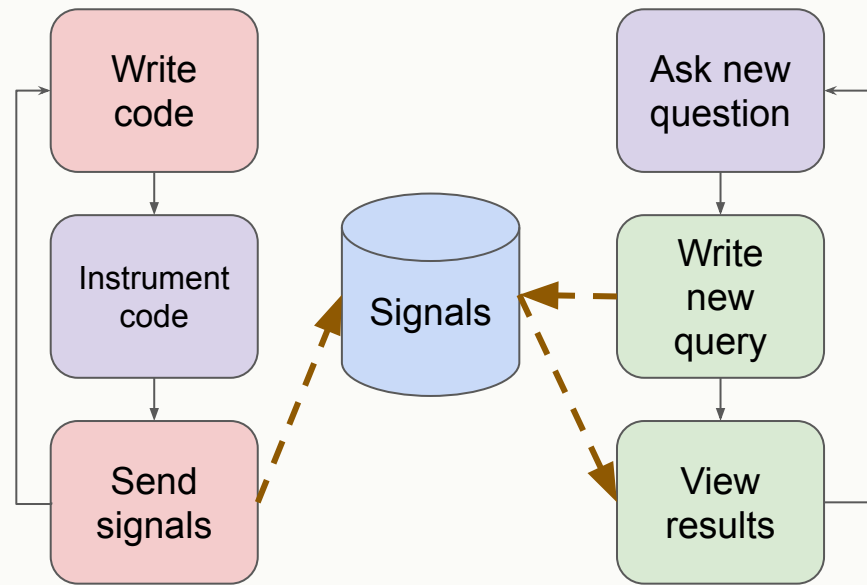 Write
code
Instrument
code
Send
signals
Signals
Ask new
question
Write
new
query
View
results